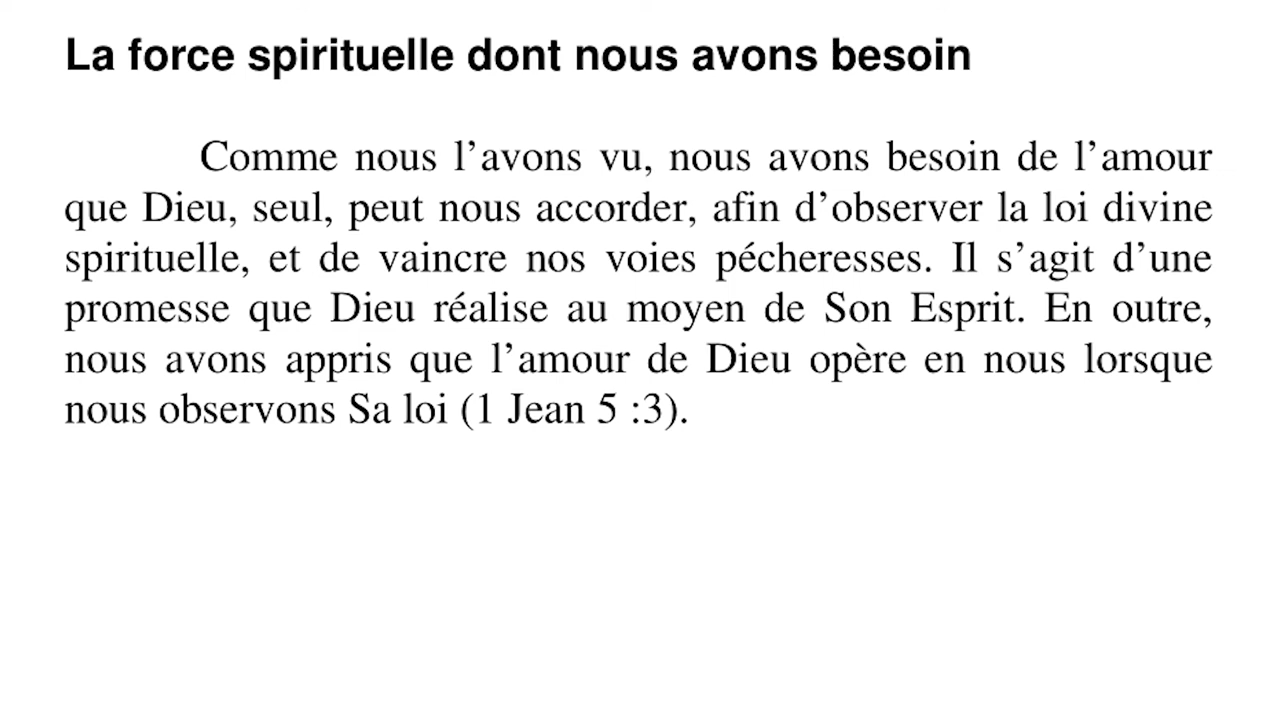 La force spirituelle dont nous avons besoin
Comme nous l’avons vu, nous avons besoin de l’amour
que Dieu, seul, peut nous accorder, afin d’observer la loi divine
spirituelle, et de vaincre nos voies pécheresses. Il s’agit d’une
promesse que Dieu réalise au moyen de Son Esprit. En outre,
nous avons appris que l’amour de Dieu opère en nous lorsque
nous observons Sa loi (1 Jean 5 :3).